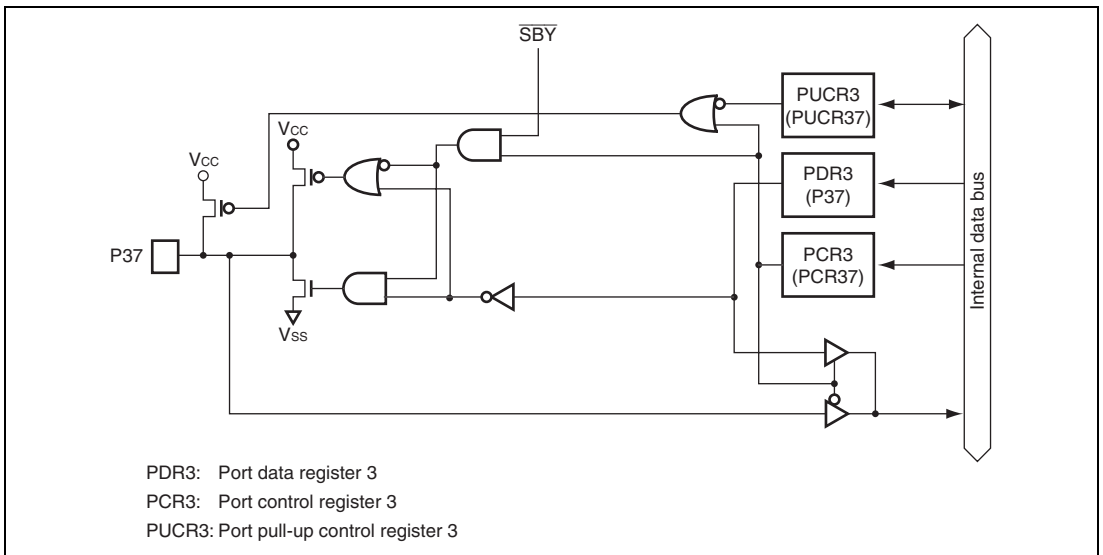 SBY
PUCR3
(PUCR37)
VCC
VCC
PDR3
(P37)
P37
PCR3
(PCR37)
VSS
Internal data bus
PDR3: Port data register 3
PCR3: Port control register 3
PUCR3: Port pull-up control register 3